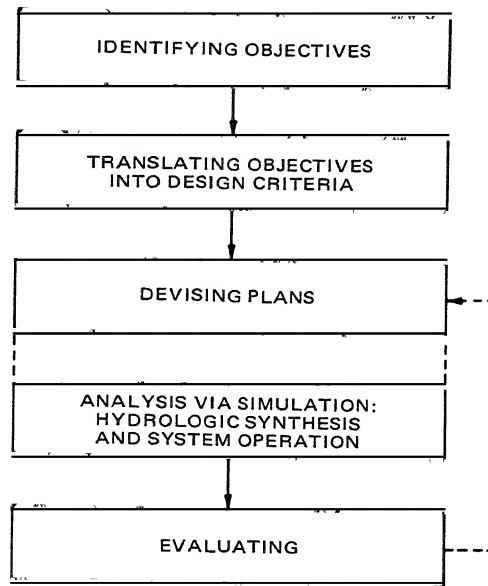 IDENTIFYING OBJECTIVES
TRANSLATING OBJECTIVES
INTO DESIGN CRITERIA
DEVISING PLANS
ANALYSIS VIA SIMULATION:
HYDROLOGIC SYNTHESIS
AND SYSTEM OPERATION
EVALUATING